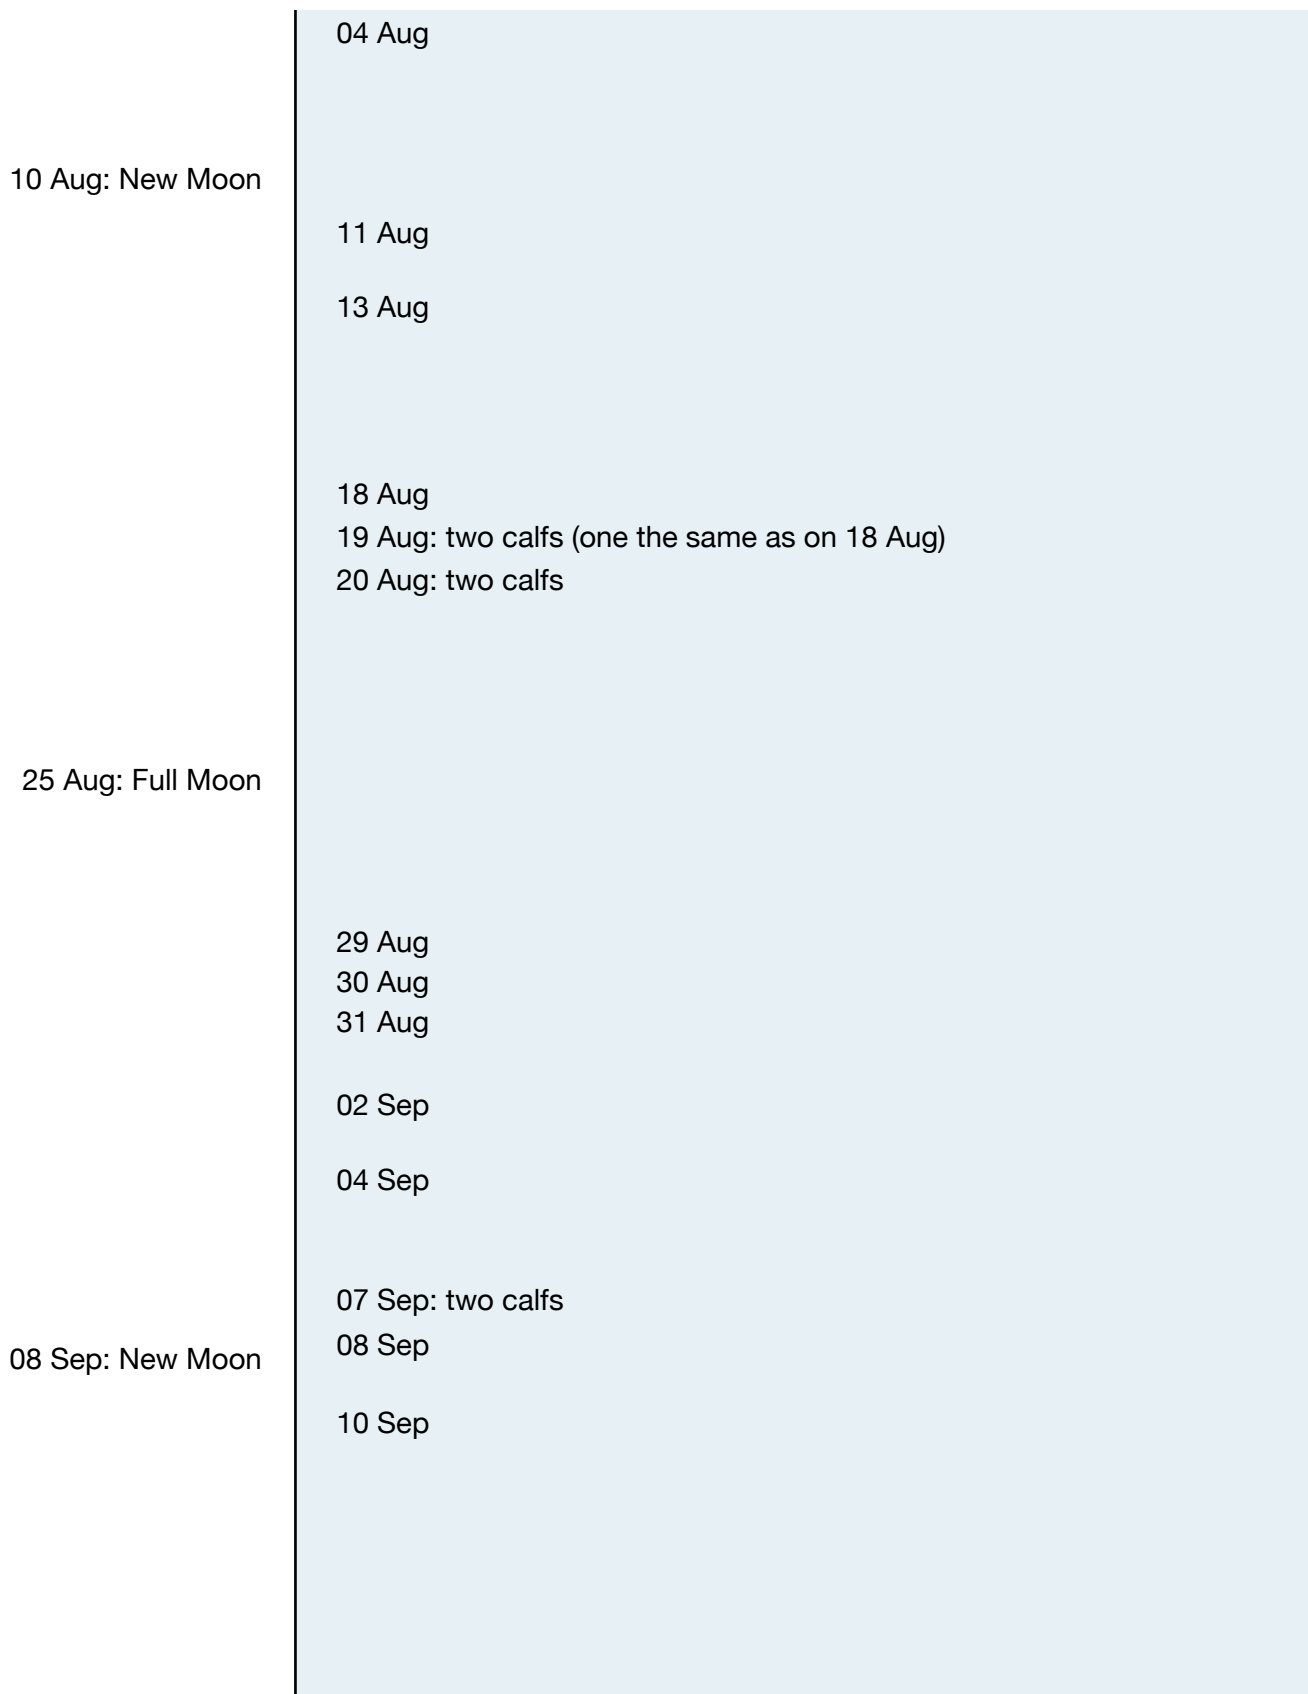 04 Aug
10 Aug: New Moon
11 Aug
13 Aug
18 Aug
19 Aug: two calfs (one the same as on 18 Aug)
20 Aug: two calfs
25 Aug: Full Moon
29 Aug
30 Aug
31 Aug
02 Sep
04 Sep
07 Sep: two calfs
08 Sep
08 Sep: New Moon
10 Sep